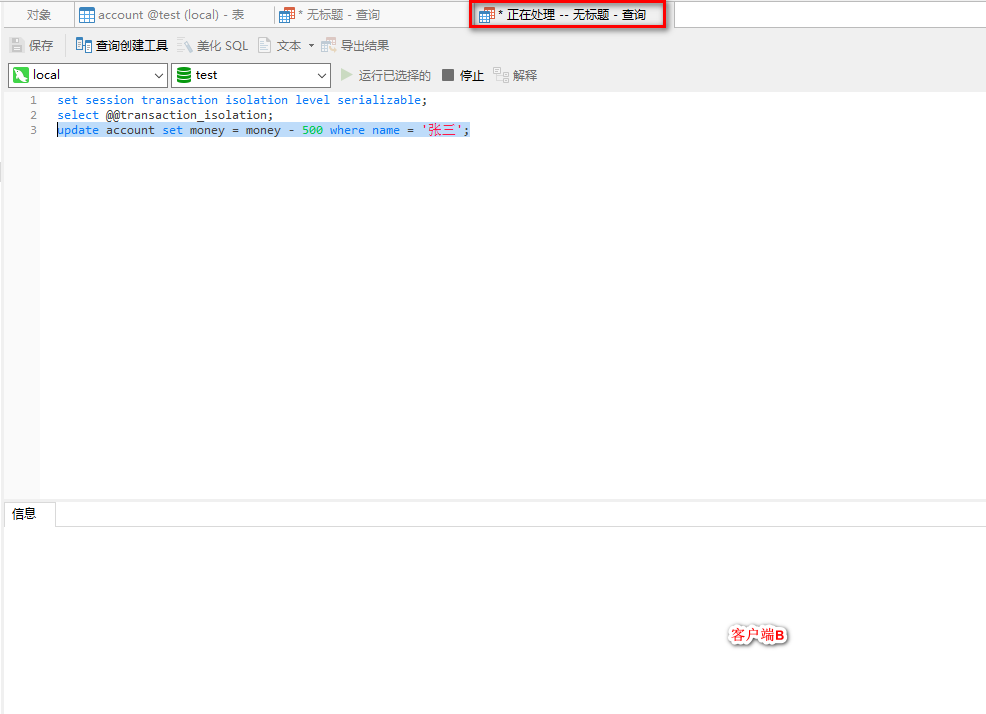 对象 account @test (local) - 表 * 无标题 - 查询 * 正在处理 -- 无标题 - 查询
保存 查询创建工具 美化 SQL 文本 导出结果
local test 运行已选择的 停止 解释
1 set session transaction isolation level serializable;
2 select @@transaction_isolation;
3 update account set money = money - 500 where name = '张三';
信息
客户端B